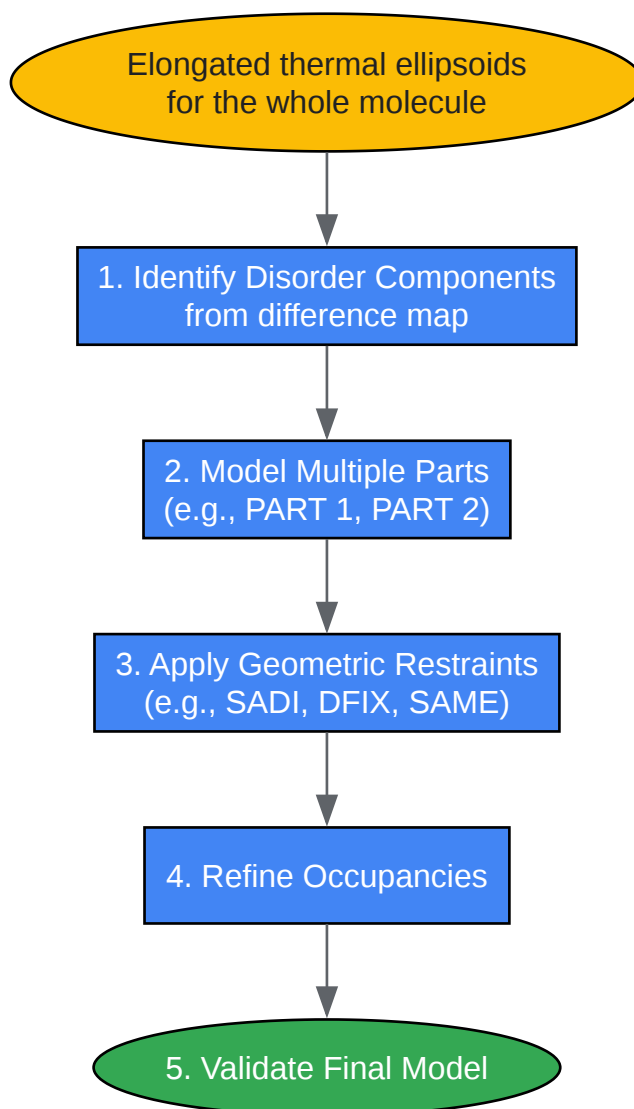 Elongated thermal ellipsoids
for the whole molecule
1. Identify Disorder Components
from difference map
2. Model Multiple Parts
(e.g., PART 1, PART 2)
3. Apply Geometric Restraints
(e.g., SADI, DFIX, SAME)
4. Refine Occupancies
5. Validate Final Model